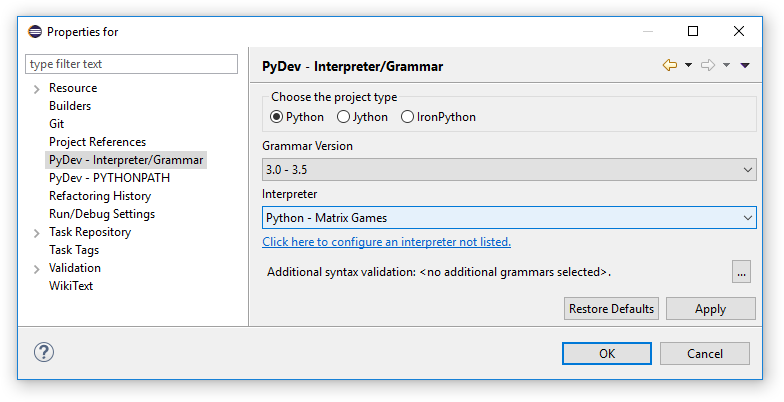 Properties for
type filter text
Resource
Builders
Git
Project References
PyDev - Interpreter/Grammar
PyDev - PYTHONPATH
Refactoring History
Run/Debug Settings
Task Repository
Task Tags
Validation
WikiText
PyDev - Interpreter/Grammar
Choose the project type
Python Jython IronPython
Grammar Version
3.0 - 3.5
Interpreter
Python - Matrix Games
Click here to configure an interpreter not listed.
Additional syntax validation: <no additional grammars selected>. ...
Restore Defaults Apply
? OK Cancel